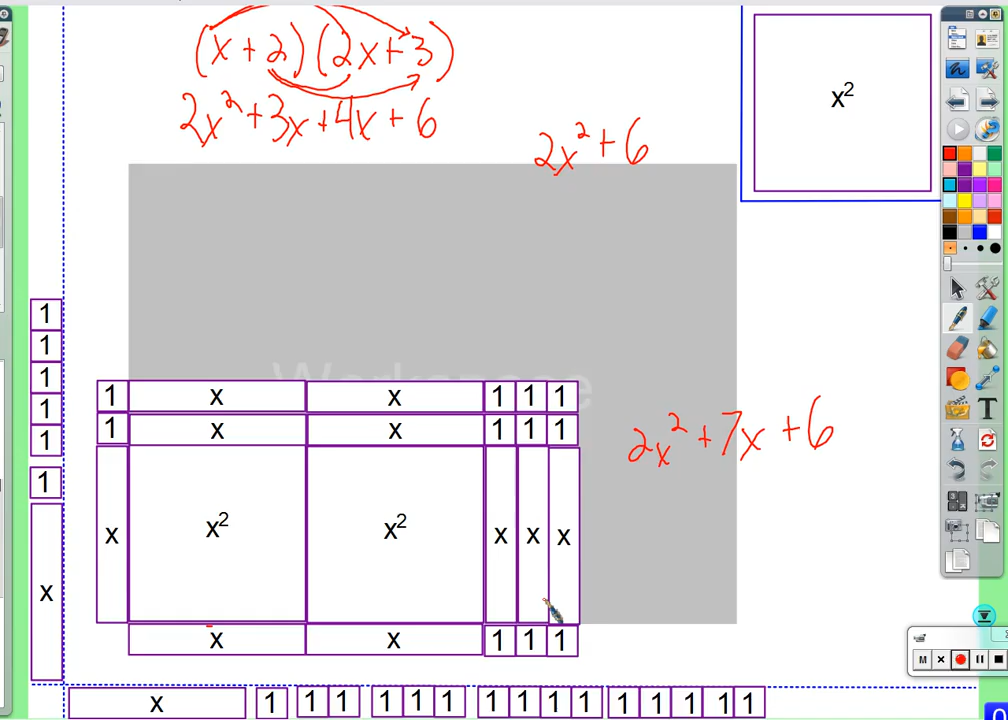 (x + 2)(2x + 3)
2x² + 3x + 4x + 6
2x² + 6
x²
Workspace
1
1
1
1
1
1
x
1 x x 1 1 1
1 x x 1 1 1
x x² x² x x x
x x 1 1 1
2x² + 7x + 6
x 1 1 1 1 1 1 1 1 1 1 1 1 1 1 1
T
M